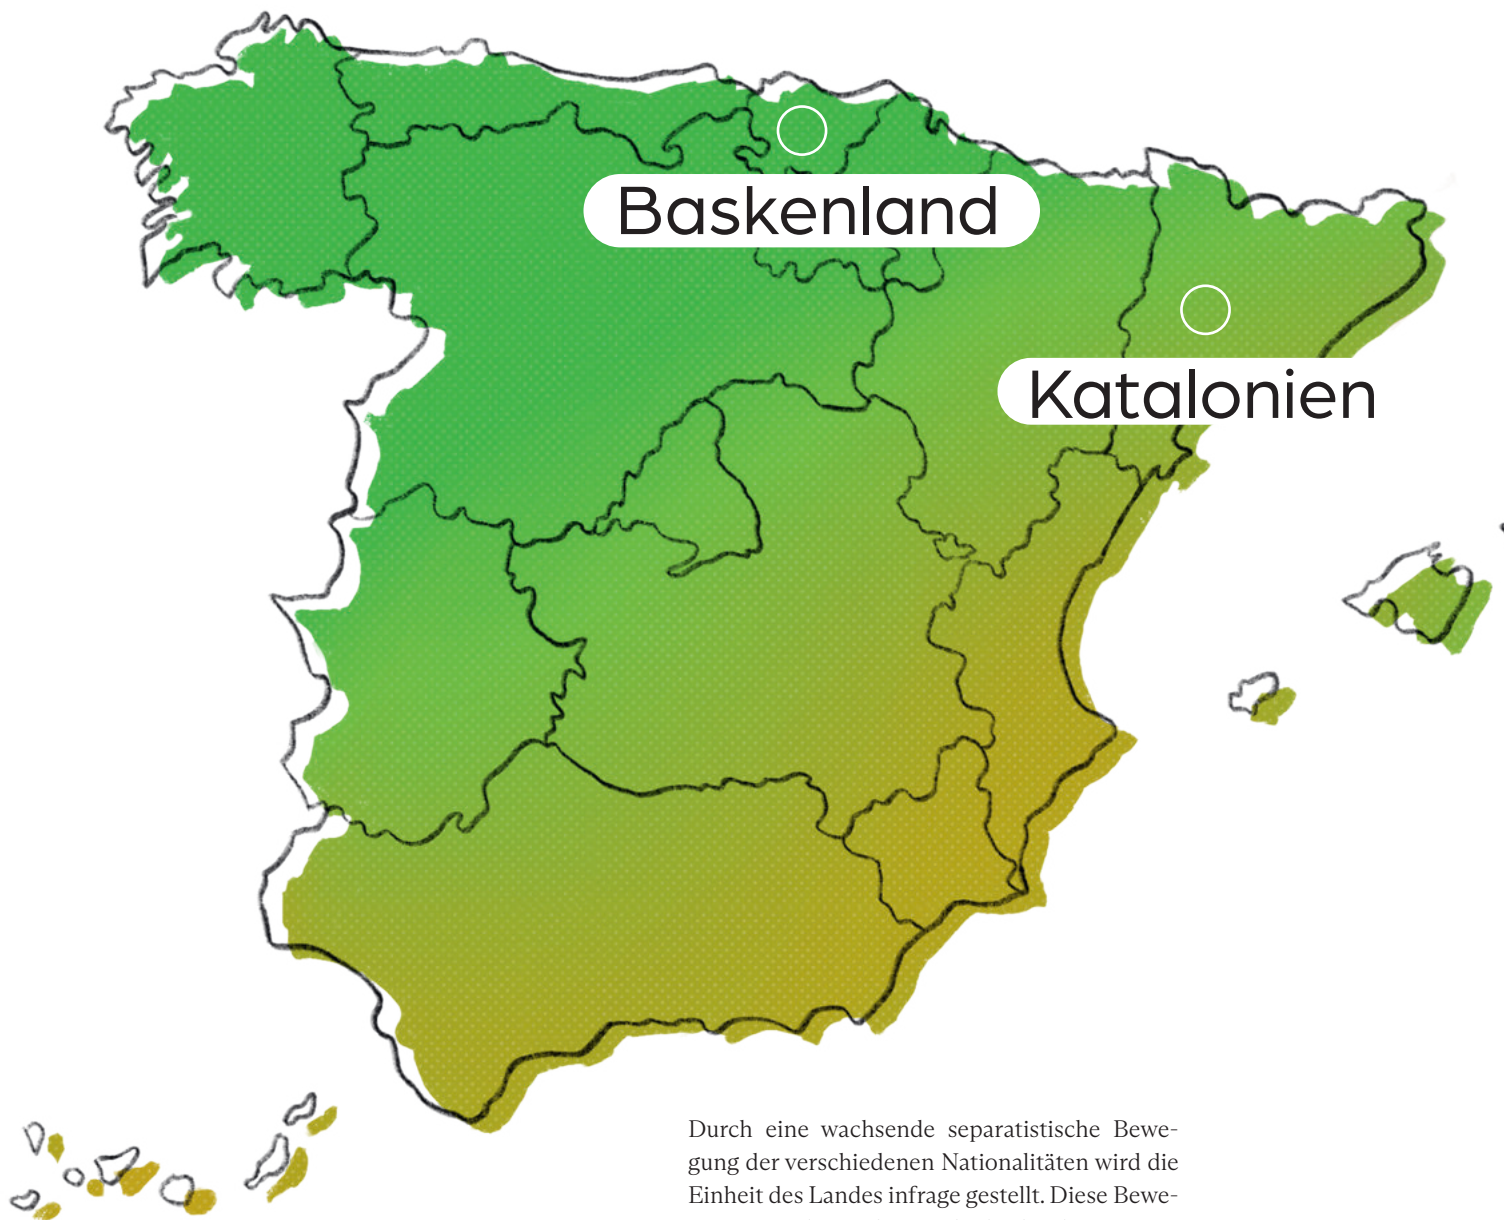 Baskenland
Katalonien
Durch eine wachsende separatistische Bewe-
gung der verschiedenen Nationalitäten wird die
Einheit des Landes infrage gestellt. Diese Bewe-